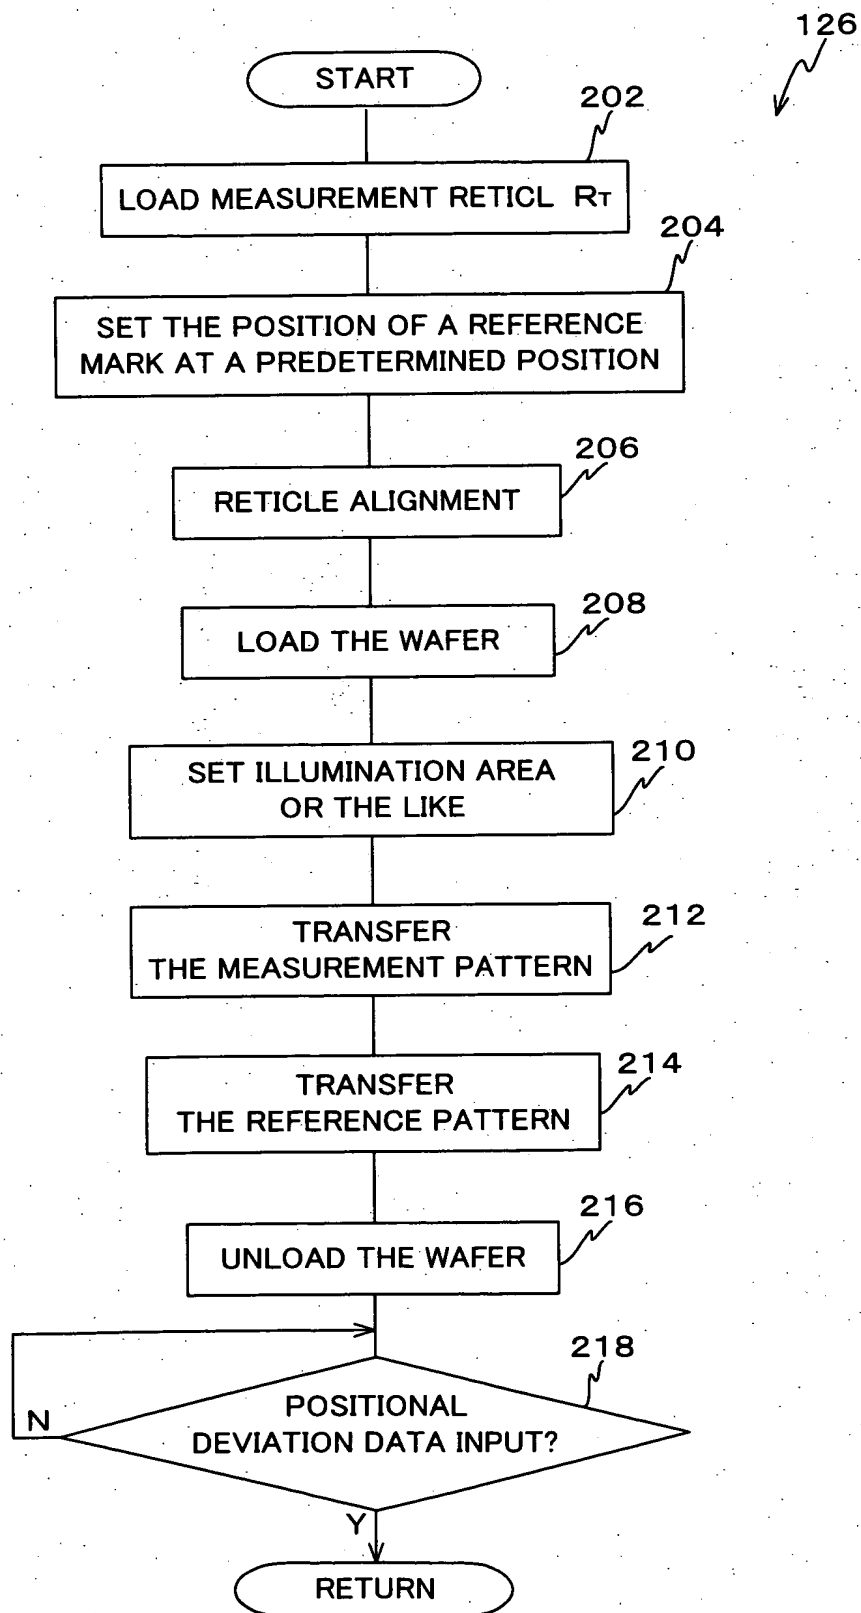 126
START
202
LOAD MEASUREMENT RETICL RT
204
SET THE POSITION OF A REFERENCE
MARK AT A PREDETERMINED POSITION
206
RETICLE ALIGNMENT
208
LOAD THE WAFER
210
SET ILLUMINATION AREA
OR THE LIKE
212
TRANSFER
THE MEASUREMENT PATTERN
214
TRANSFER
THE REFERENCE PATTERN
216
UNLOAD THE WAFER
218
POSITIONAL
DEVIATION DATA INPUT?
N
Y
RETURN